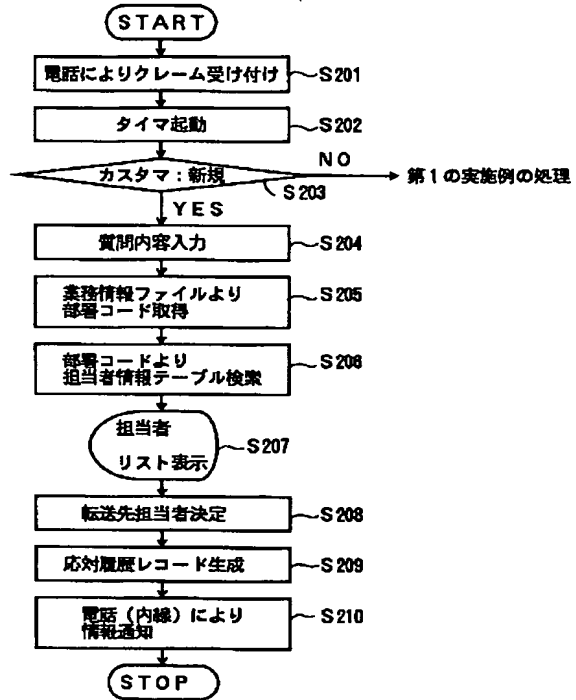 START
電話によりクレーム受け付け
S201
タイマ起動
S202
カスタマ：新規
NO
第1の実施例の処理
S203
YES
質問内容入力
S204
業務情報ファイルより
部署コード取得
S205
部署コードより
担当者情報テーブル検索
S206
担当者
リスト表示
S207
転送先担当者決定
S208
応対履歴レコード生成
S209
電話（内線）により
情報通知
S210
STOP